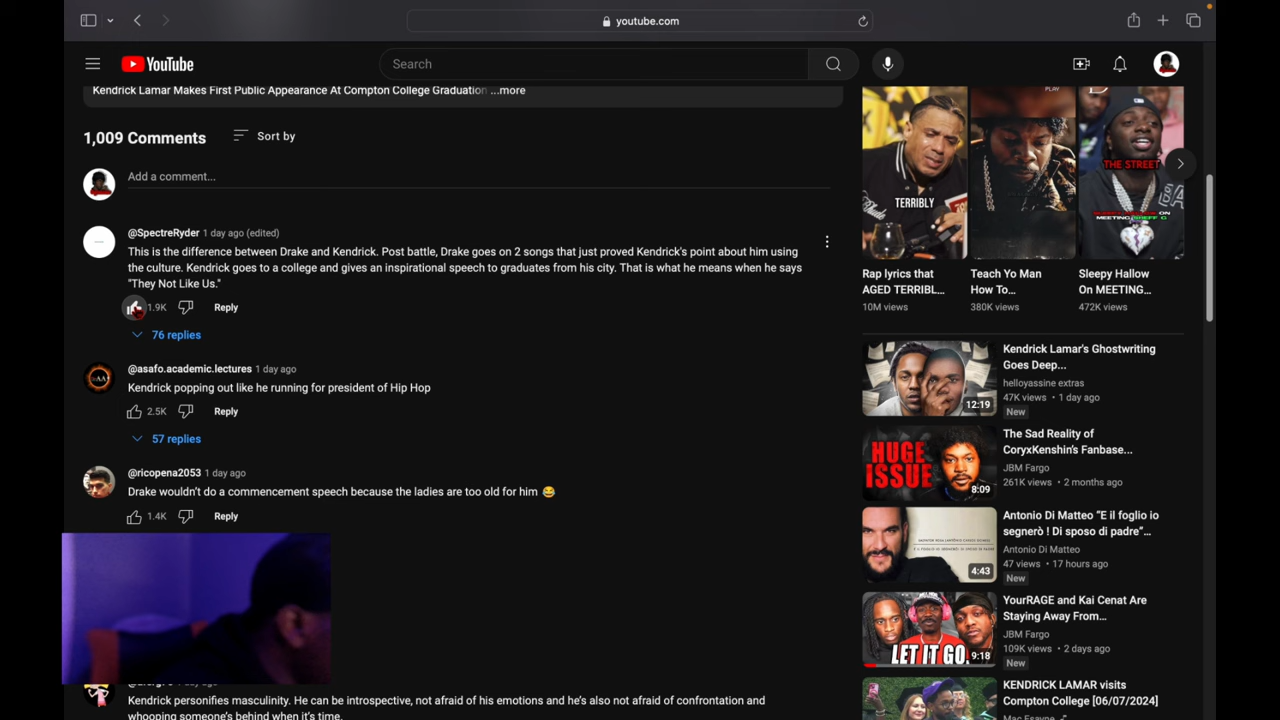 youtube.com
YouTube
Search
Kendrick Lamar Makes First Public Appearance At Compton College Graduation ...more
1,009 Comments
Sort by
Add a comment...
@SpectreRyder 1 day ago (edited)
This is the difference between Drake and Kendrick. Post battle, Drake goes on 2 songs that just proved Kendrick's point about him using
the culture. Kendrick goes to a college and gives an inspirational speech to graduates from his city. That is what he means when he says
"They Not Like Us."
1.9K Reply
76 replies
@asafo.academic.lectures 1 day ago
Kendrick popping out like he running for president of Hip Hop
2.5K Reply
57 replies
@ricopena2053 1 day ago
Drake wouldn't do a commencement speech because the ladies are too old for him 😂
1.4K Reply
Kendrick personifies masculinity. He can be introspective, not afraid of his emotions and he's also not afraid of confrontation and
whooping someone's behind when it's time.
PLAY
TERRIBLY
THE STREET
Rap lyrics that
AGED TERRIBL...
10M views
Teach Yo Man
How To...
380K views
Sleepy Hallow
On MEETING...
472K views
12:19
Kendrick Lamar's Ghostwriting
Goes Deep...
helloyassine extras
47K views • 1 day ago
New
HUGE
ISSUE
8:09
The Sad Reality of
CoryxKenshin's Fanbase...
JBM Fargo
261K views • 2 months ago
4:43
Antonio Di Matteo “E il foglio io
segnerò ! Di sposo di padre”...
Antonio Di Matteo
47 views • 17 hours ago
New
LET IT GO.
9:18
YourRAGE and Kai Cenat Are
Staying Away From...
JBM Fargo
109K views • 2 days ago
New
KENDRICK LAMAR visits
Compton College [06/07/2024]